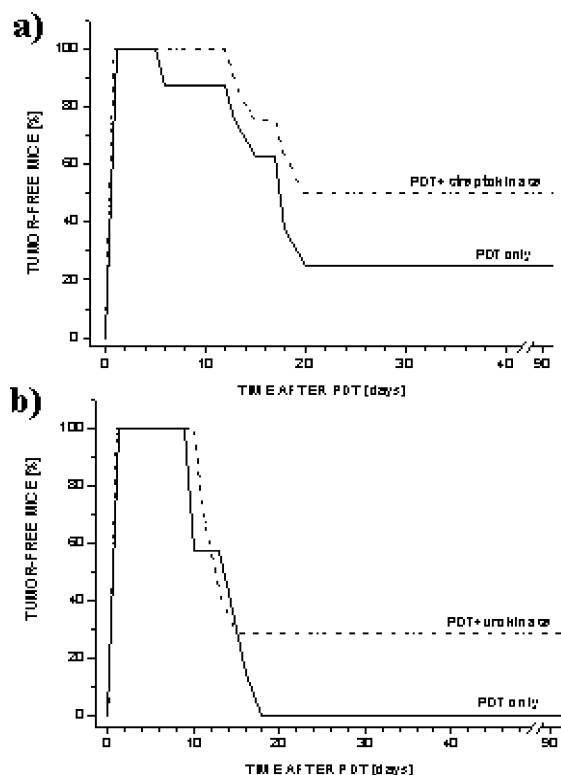 a)
100
80
60
40
20
0
TUMOR-FREE MICE [%]
PDT+ streptokinase
PDT only
0 10 20 30 40 90
TIME AFTER PDT [days]
b)
100
80
60
40
20
0
TUMOR-FREE MICE [%]
PDT+urokinase
PDT only
0 10 20 30 40 90
TIME AFTER PDT [days]